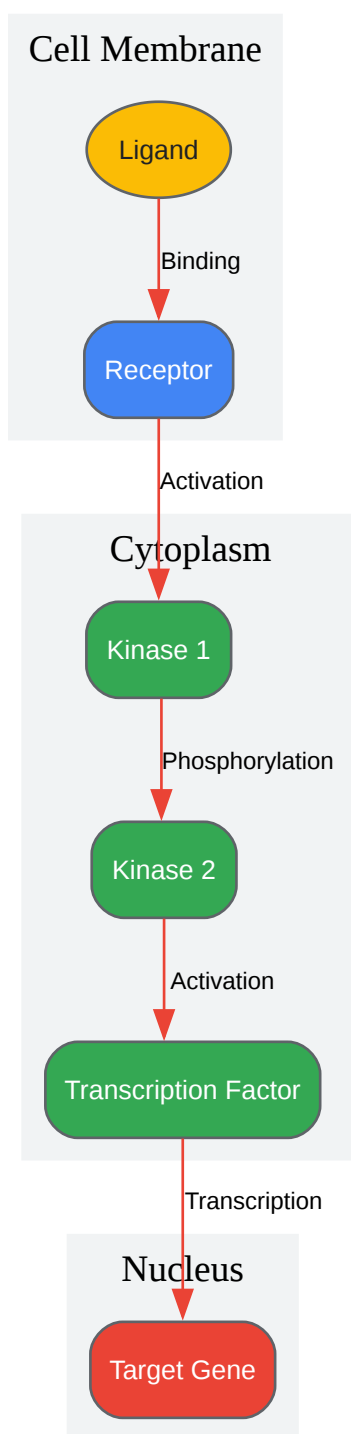 Cell Membrane
Ligand
Binding
Receptor
Activation
Cytoplasm
Kinase 1
Phosphorylation
Kinase 2
Activation
Transcription Factor
Transcription
Nucleus
Target Gene